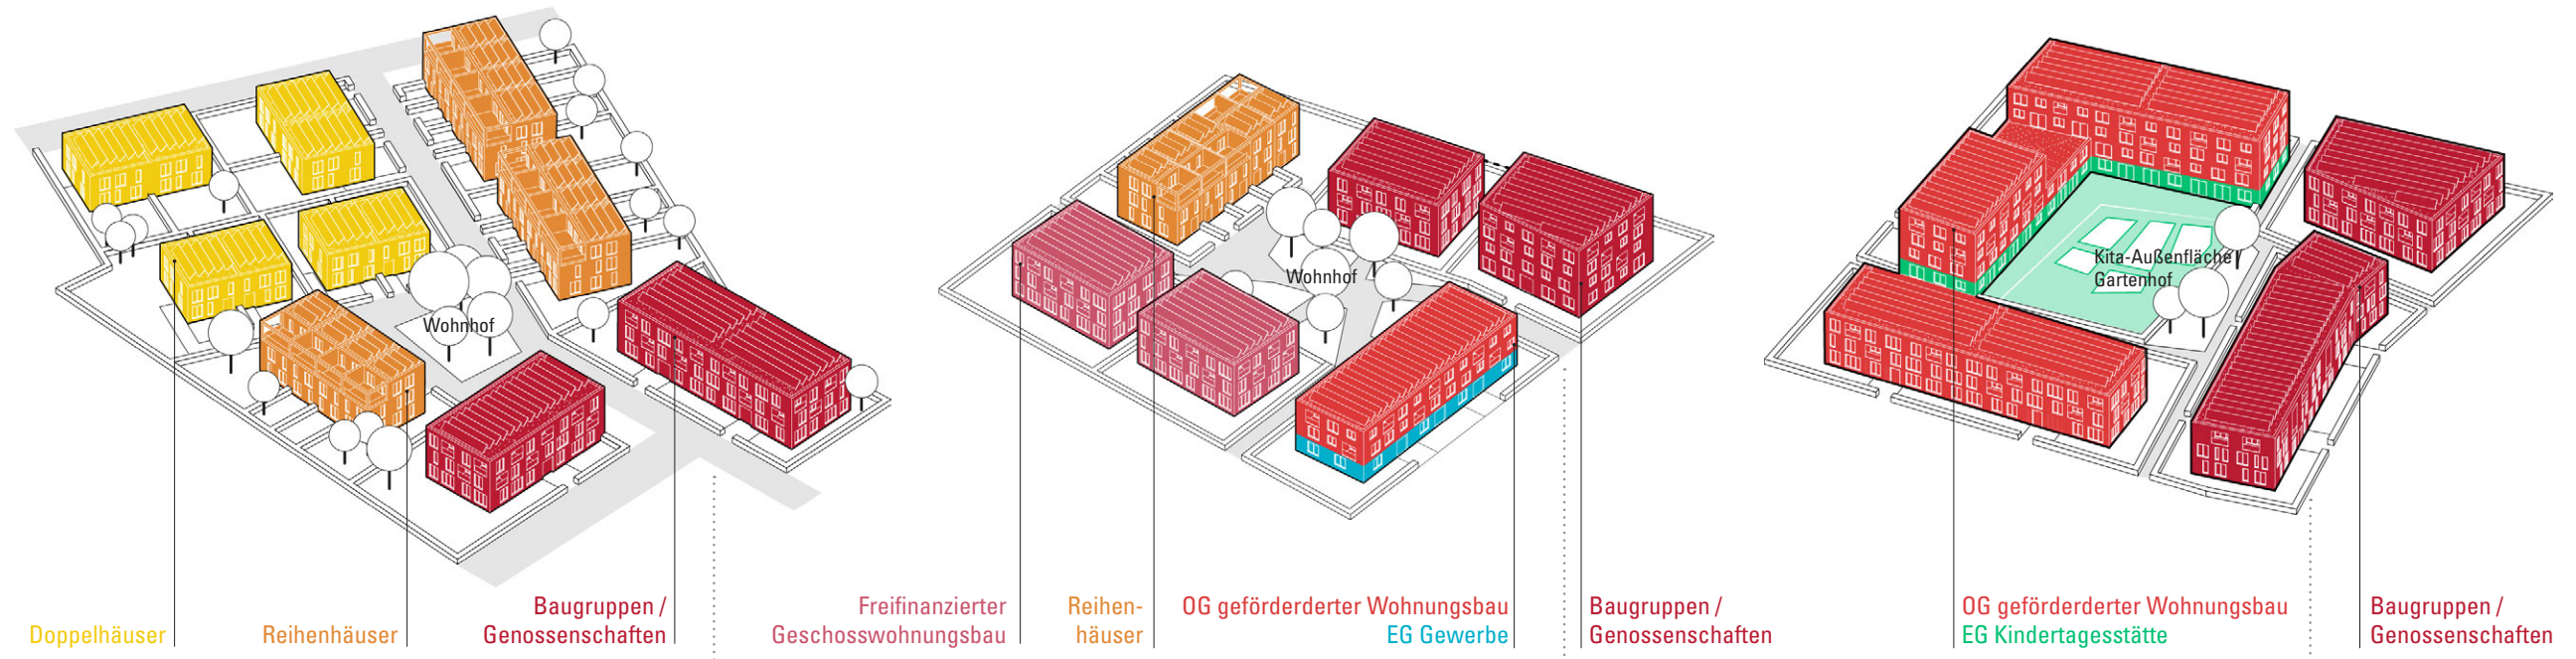 Wohnhof
Wohnhof
Kita-Außenfläche
Gartenhof
Doppelhäuser
Reihenhäuser
Baugruppen /
Genossenschaften
Freifinanzierter
Geschosswohnungsbau
Reihen-
häuser
OG geförderderter Wohnungsbau
EG Gewerbe
Baugruppen /
Genossenschaften
OG geförderderter Wohnungsbau
EG Kindertagesstätte
Baugruppen /
Genossenschaften